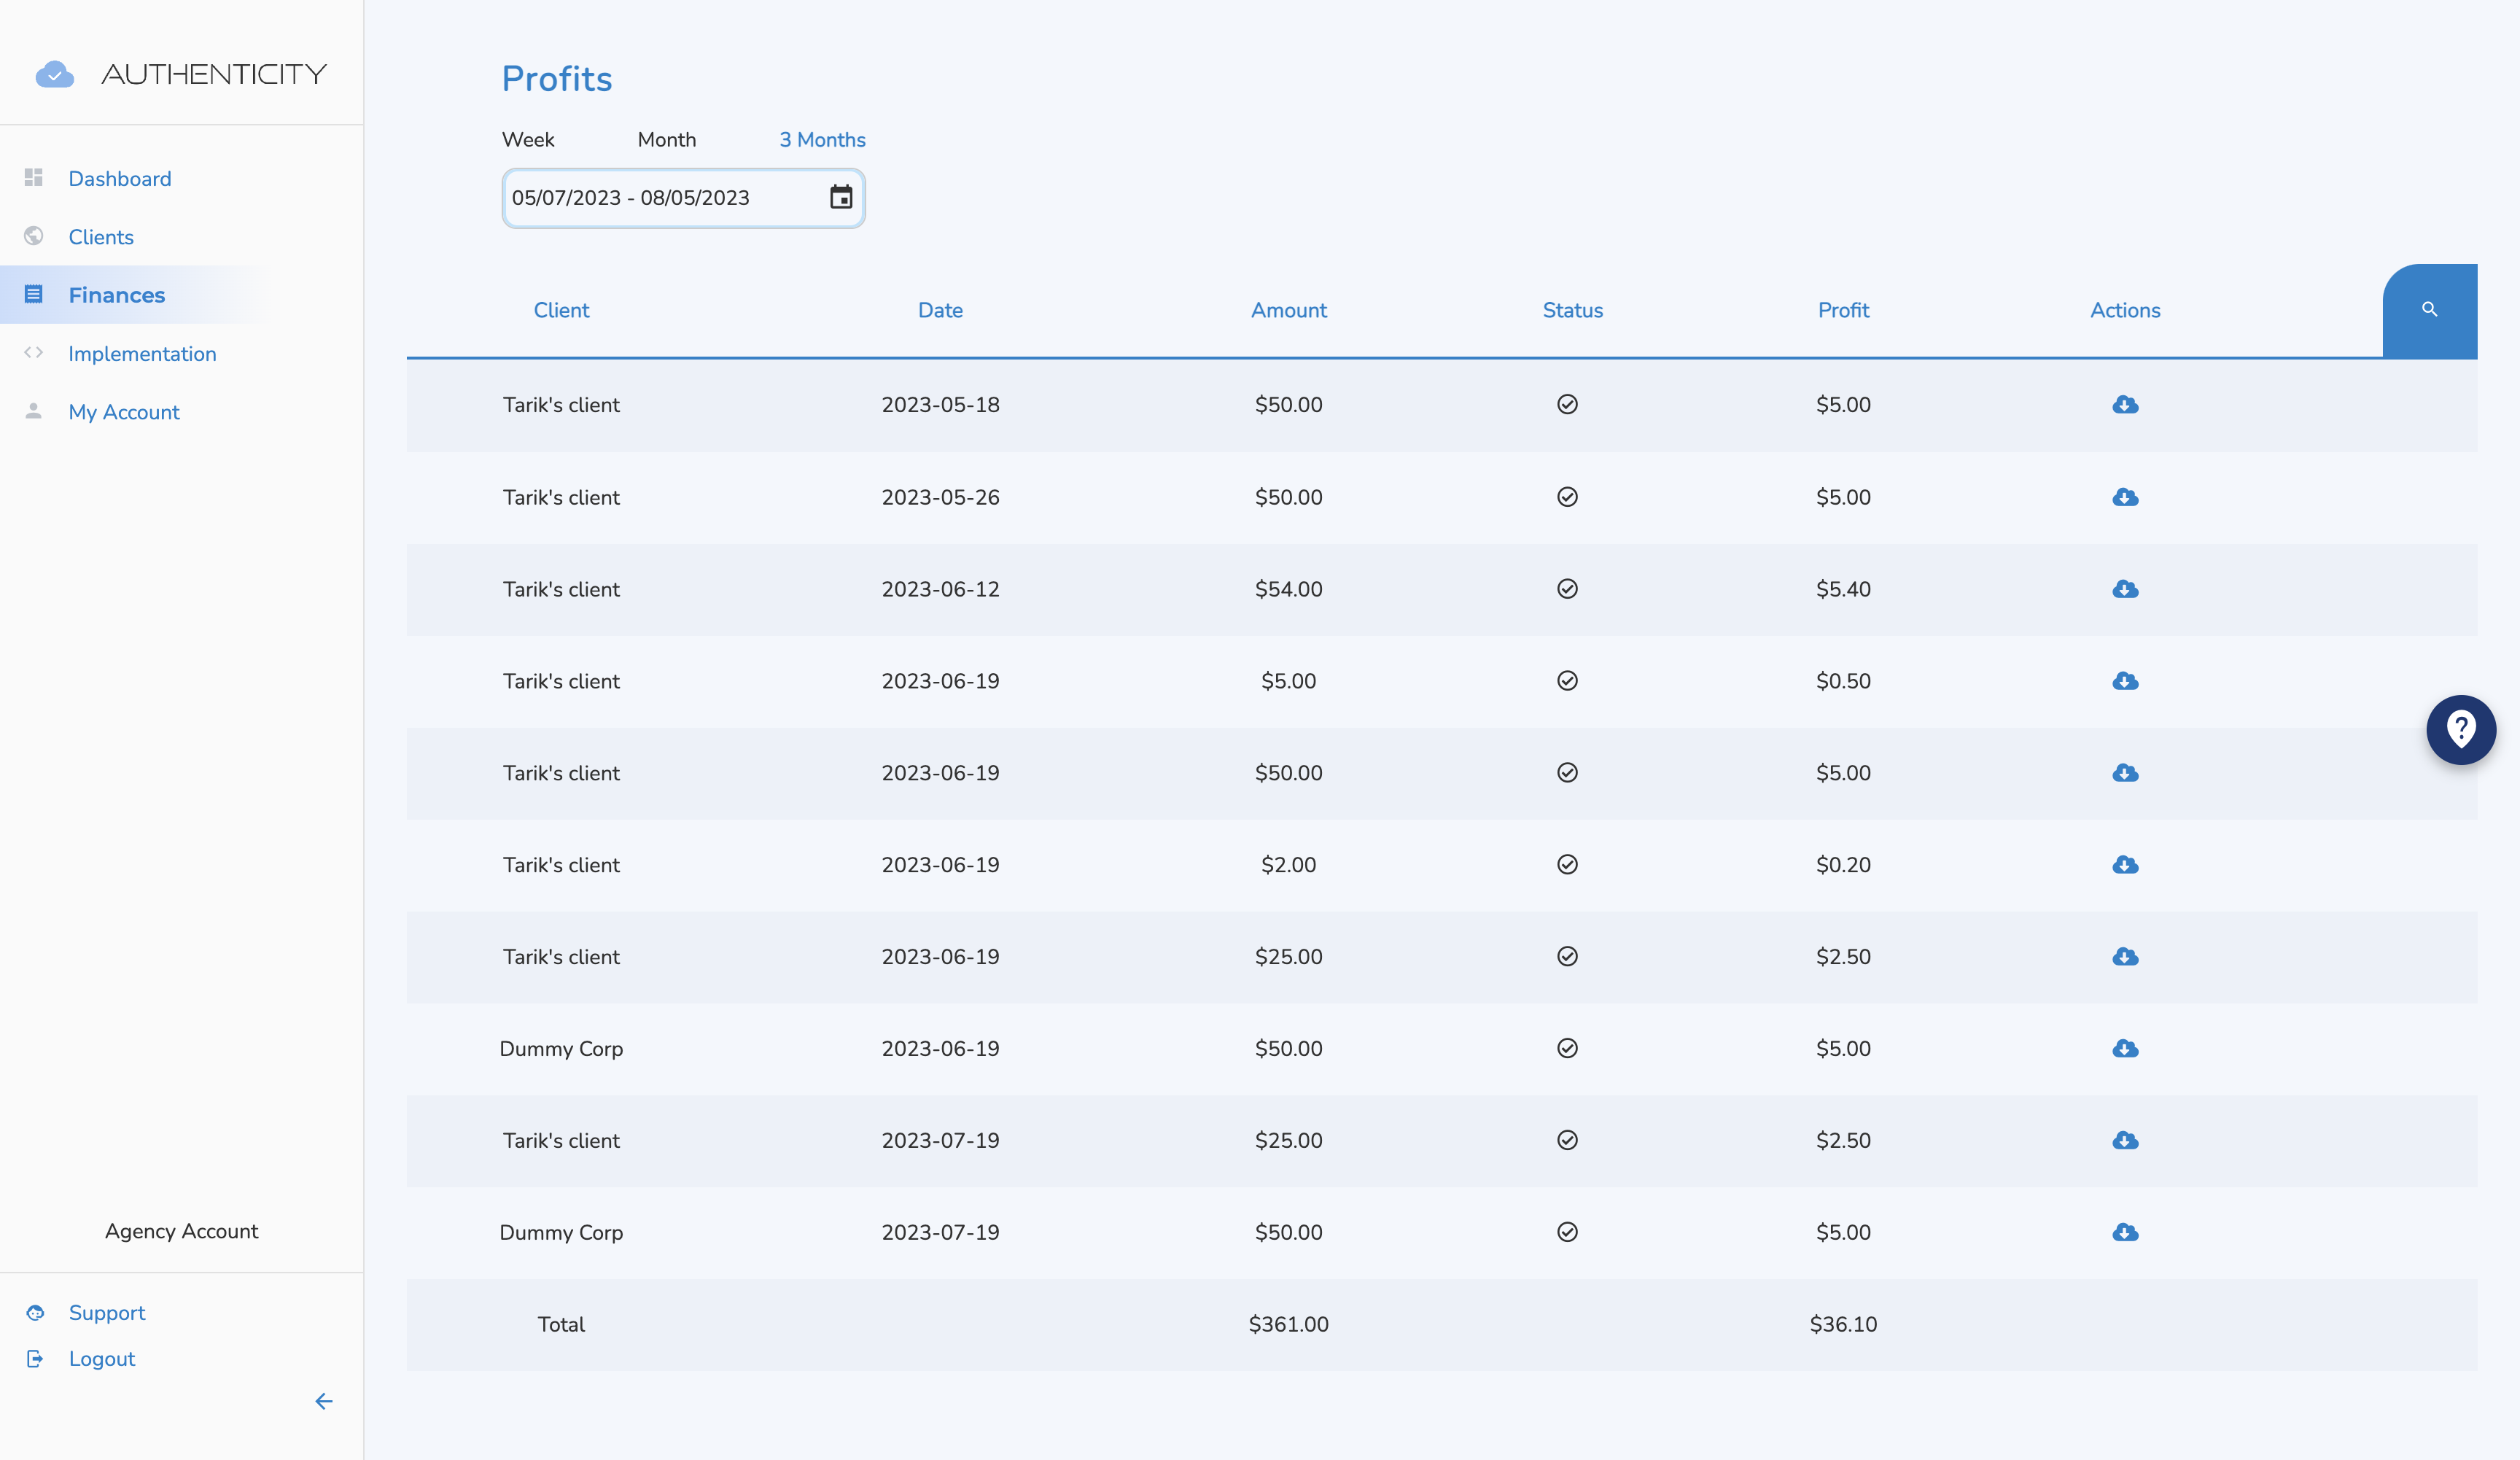 AUTHENTICITY
Dashboard
Clients
Finances
Implementation
My Account
Agency Account
Support
Logout
Profits
Week Month 3 Months
05/07/2023 - 08/05/2023
Client Date Amount Status Profit Actions
Tarik's client 2023-05-18 $50.00 $5.00
Tarik's client 2023-05-26 $50.00 $5.00
Tarik's client 2023-06-12 $54.00 $5.40
Tarik's client 2023-06-19 $5.00 $0.50
Tarik's client 2023-06-19 $50.00 $5.00
Tarik's client 2023-06-19 $2.00 $0.20
Tarik's client 2023-06-19 $25.00 $2.50
Dummy Corp 2023-06-19 $50.00 $5.00
Tarik's client 2023-07-19 $25.00 $2.50
Dummy Corp 2023-07-19 $50.00 $5.00
Total $361.00 $36.10